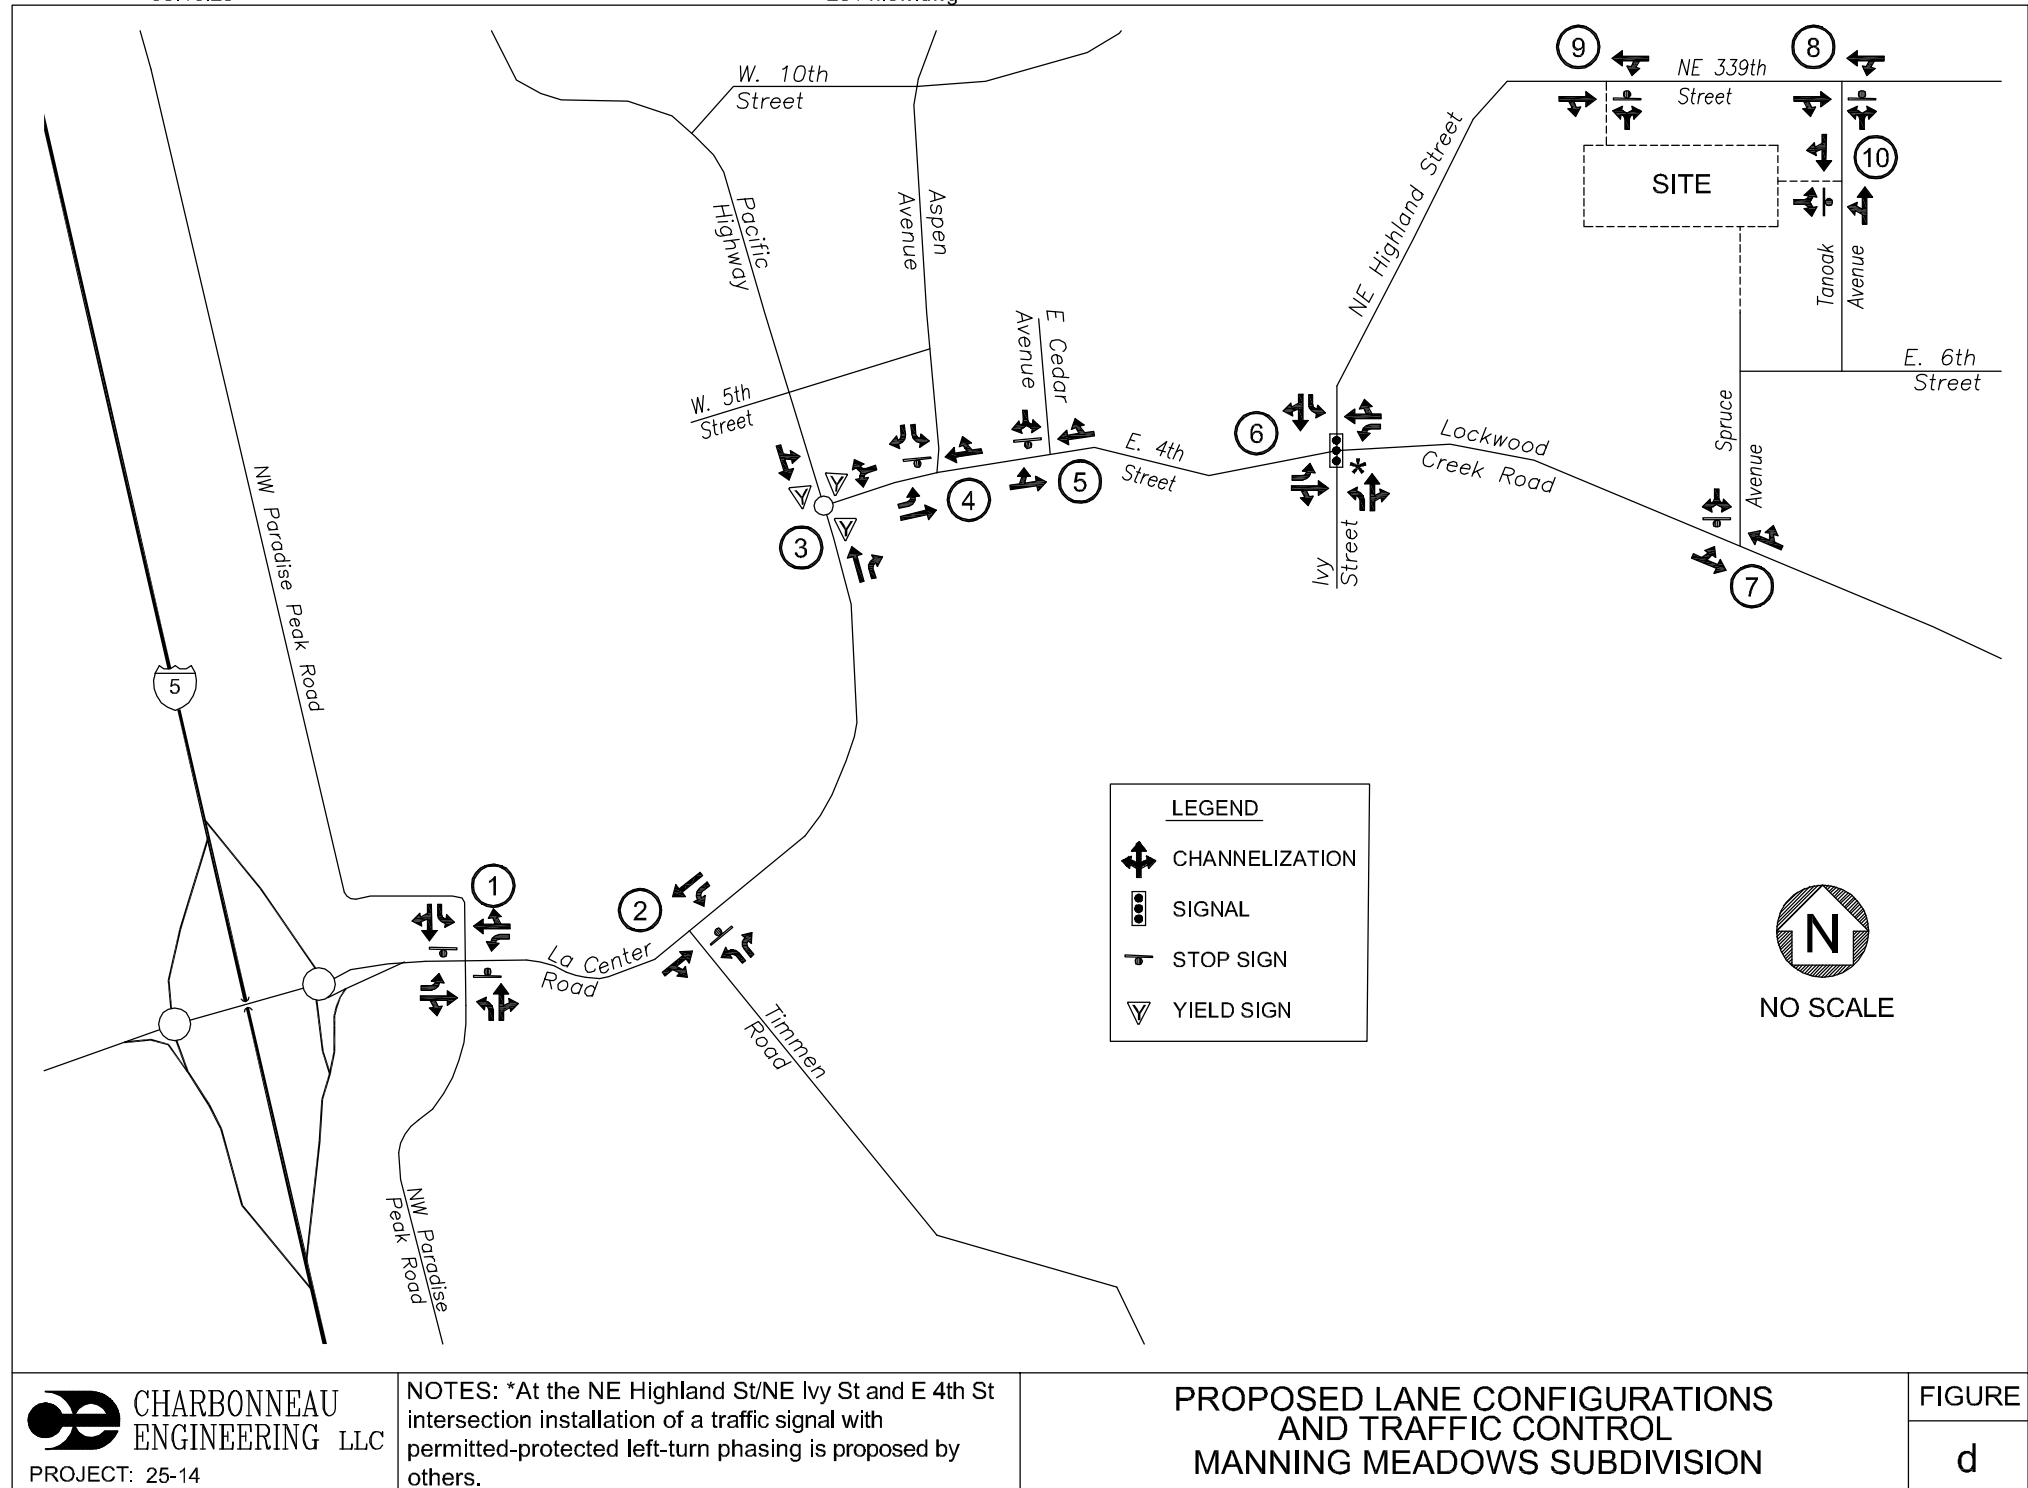 9
8
NE 339th
Street
W. 10th
Street
10
SITE
NE Highland Street
Pacific
Highway
Aspen
Avenue
Tanoak
Avenue
E Cedar
Avenue
E. 6th
Street
W. 5th
Street
Spruce
Avenue
6
Lockwood
Creek Road
*
E. 4th
Street
Y
Y
Y
3
4
5
Ivy
Street
7
NW Paradise Peak Road
5
1
2
La Center
Road
Timmen
Road
NW Paradise
Peak Road
LEGEND
CHANNELIZATION
SIGNAL
STOP SIGN
Y YIELD SIGN
N
NO SCALE
CHARBONNEAU
ENGINEERING LLC
PROJECT: 25-14
NOTES: *At the NE Highland St/NE Ivy St and E 4th St
intersection installation of a traffic signal with
permitted-protected left-turn phasing is proposed by
others.
PROPOSED LANE CONFIGURATIONS
AND TRAFFIC CONTROL
MANNING MEADOWS SUBDIVISION
FIGURE
d